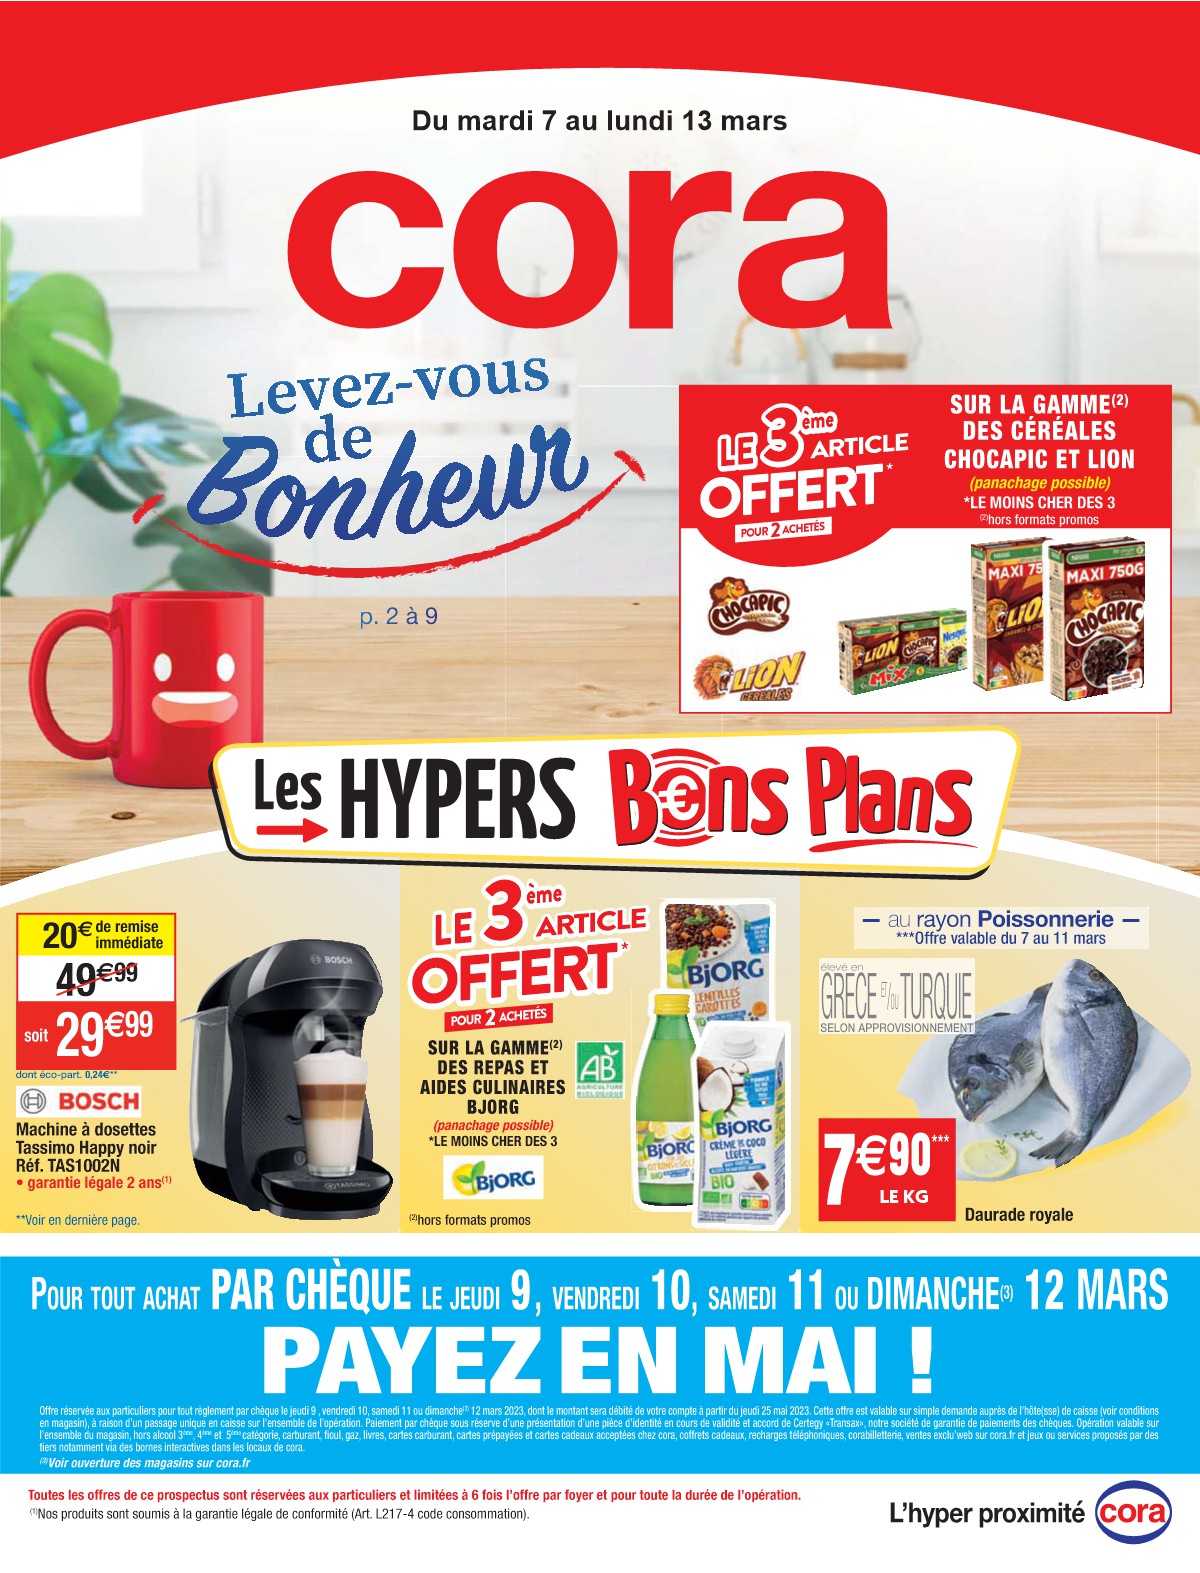 Du mardi 7 au lundi 13 mars
cora
Levez-vous
de
Bonheur
p. 2 à 9
LE 3ème ARTICLE
OFFERT*
POUR 2 ACHETÉS
SUR LA GAMME(2)
DES CÉRÉALES
CHOCAPIC ET LION
(panachage possible)
*LE MOINS CHER DES 3
(2)hors formats promos
CHOCAPIC
LION
CEREALES
LION
CHOCAPIC
Nesquik
MIX
MAXI 750
LION
MAXI 750G
CHOCAPIC
Les HYPERS Bons Plans
20€ de remise
immédiate
49€99
soit 29€99
dont éco-part. 0,24€**
BOSCH
Machine à dosettes
Tassimo Happy noir
Réf. TAS1002N
• garantie légale 2 ans(1)
**Voir en dernière page.
BOSCH
TASSIMO
LE 3ème ARTICLE
OFFERT*
POUR 2 ACHETÉS
SUR LA GAMME(2)
DES REPAS ET
AIDES CULINAIRES
BJORG
(panachage possible)
*LE MOINS CHER DES 3
BJORG
(2)hors formats promos
AB
AGRICULTURE
BIOLOGIQUE
BJORG
LENTILLES
CAROTTES
BJORG
BIO
BJORG
CRÈME DE COCO
LÉGÈRE
BIO
— au rayon Poissonnerie —
***Offre valable du 7 au 11 mars
élevé en
GRECE et/ou TURQUIE
SELON APPROVISIONNEMENT
7€90***
LE KG
Daurade royale
POUR TOUT ACHAT PAR CHÈQUE LE JEUDI 9, VENDREDI 10, SAMEDI 11 OU DIMANCHE(3) 12 MARS
PAYEZ EN MAI !
Offre réservée aux particuliers pour tout règlement par chèque le jeudi 9 , vendredi 10, samedi 11 ou dimanche(3) 12 mars 2023, dont le montant sera débité de votre compte à partir du jeudi 25 mai 2023. Cette offre est valable sur simple demande auprès de l'hôte(sse) de caisse (voir conditions
en magasin), à raison d'un passage unique en caisse sur l'ensemble de l'opération. Paiement par chèque sous réserve d'une présentation d'une pièce d'identité en cours de validité et accord de Certegy «Transax», notre société de garantie de paiements des chèques. Opération valable sur
l'ensemble du magasin, hors alcool 3ème, 4ème et 5ème catégorie, carburant, fioul, gaz, livres, cartes carburant, cartes prépayées et cartes cadeaux acceptées chez cora, coffrets cadeaux, recharges téléphoniques, corabilletterie, ventes exclu'web sur cora.fr et jeux ou services proposés par des
tiers notamment via des bornes interactives dans les locaux de cora.
(3)Voir ouverture des magasins sur cora.fr
Toutes les offres de ce prospectus sont réservées aux particuliers et limitées à 6 fois l'offre par foyer et pour toute la durée de l'opération.
(1)Nos produits sont soumis à la garantie légale de conformité (Art. L217-4 code consommation).
L'hyper proximité cora